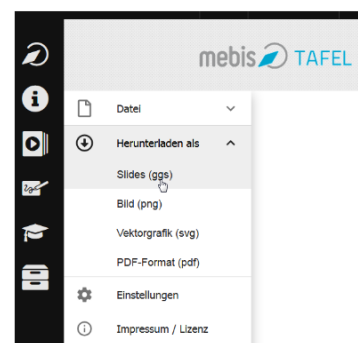 mebis TAFEL
Datei
Herunterladen als
Slides (ggs)
Bild (png)
Vektorgrafik (svg)
PDF-Format (pdf)
Einstellungen
Impressum / Lizenz